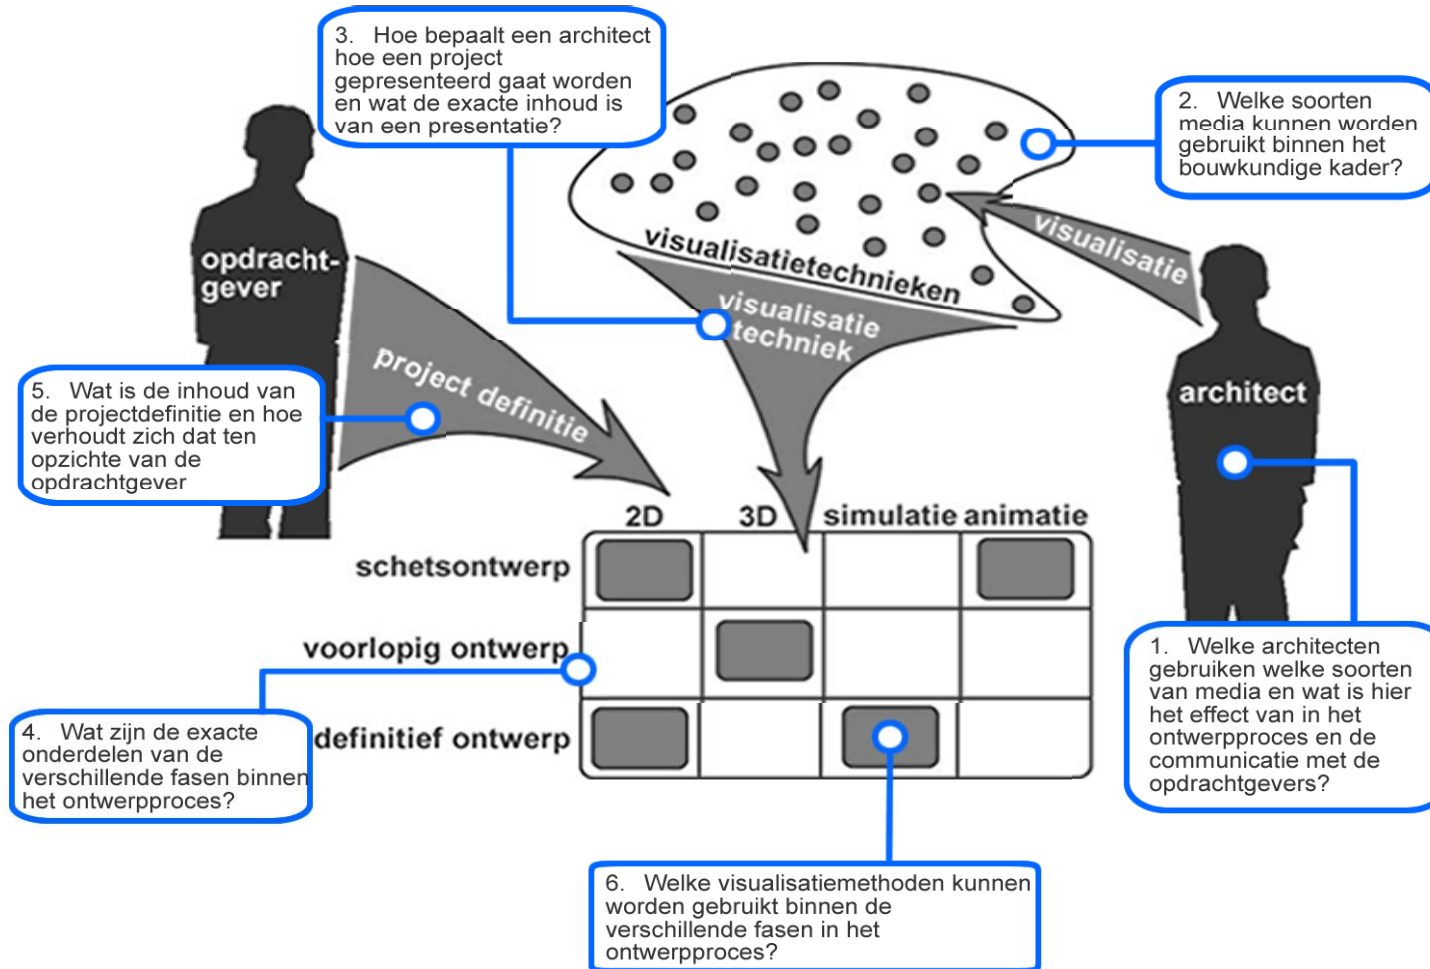 3. Hoe bepaalt een architect
hoe een project
gepresenteerd gaat worden
en wat de exacte inhoud is
van een presentatie?
2. Welke soorten
media kunnen worden
gebruikt binnen het
bouwkundige kader?
opdracht-
gever
visualisatietechnieken
visualisatie
visualisatie
techniek
project definitie
architect
5. Wat is de inhoud van
de projectdefinitie en hoe
verhoudt zich dat ten
opzichte van de
opdrachtgever
2D 3D simulatie animatie
schetsontwerp
voorlopig ontwerp
definitief ontwerp
1. Welke architecten
gebruiken welke soorten
van media en wat is hier
het effect van in het
ontwerpproces en de
communicatie met de
opdrachtgevers?
4. Wat zijn de exacte
onderdelen van de
verschillende fasen binnen
het ontwerpproces?
6. Welke visualisatiemethoden kunnen
worden gebruikt binnen de
verschillende fasen in het
ontwerpproces?